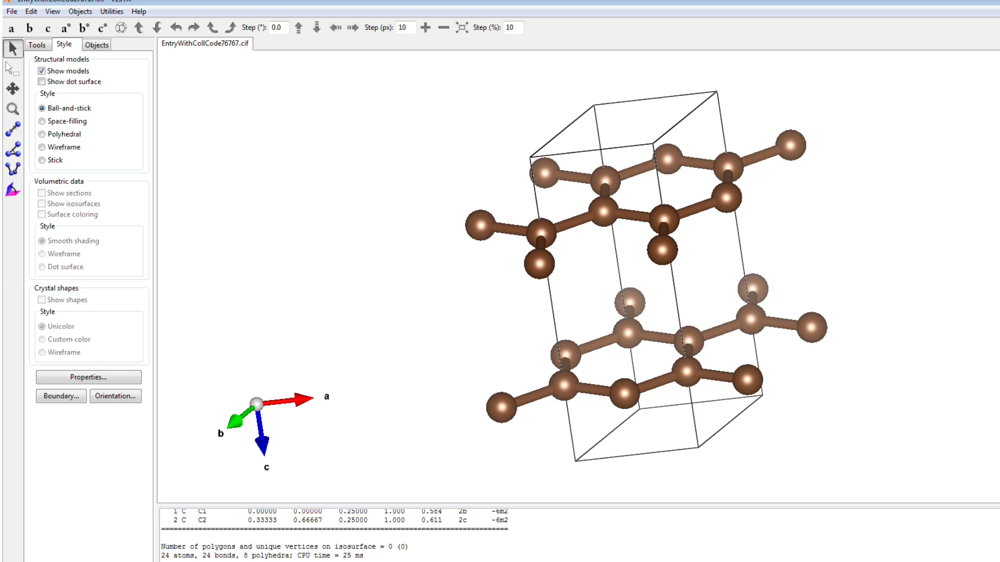 EntryWithCollCode76767.cif - VESTA
File Edit View Objects Utilities Help
a b c a* b* c* Step (°): 0.0 Step (px): 10 Step (%): 10
Tools Style Objects
EntryWithCollCode76767.cif
Structural models
Show models
Show dot surface
Style
Ball-and-stick
Space-filling
Polyhedral
Wireframe
Stick
Volumetric data
Show sections
Show isosurfaces
Surface coloring
Style
Smooth shading
Wireframe
Dot surface
Crystal shapes
Show shapes
Style
Unicolor
Custom color
Wireframe
Properties...
Boundary... Orientation...
a
b
c
1 C C1 0.00000 0.00000 0.25000 1.000 0.584 2b -6m2
2 C C2 0.33333 0.66667 0.25000 1.000 0.611 2c -6m2
====================================================================================
Number of polygons and unique vertices on isosurface = 0 (0)
24 atoms, 24 bonds, 8 polyhedra; CPU time = 25 ms